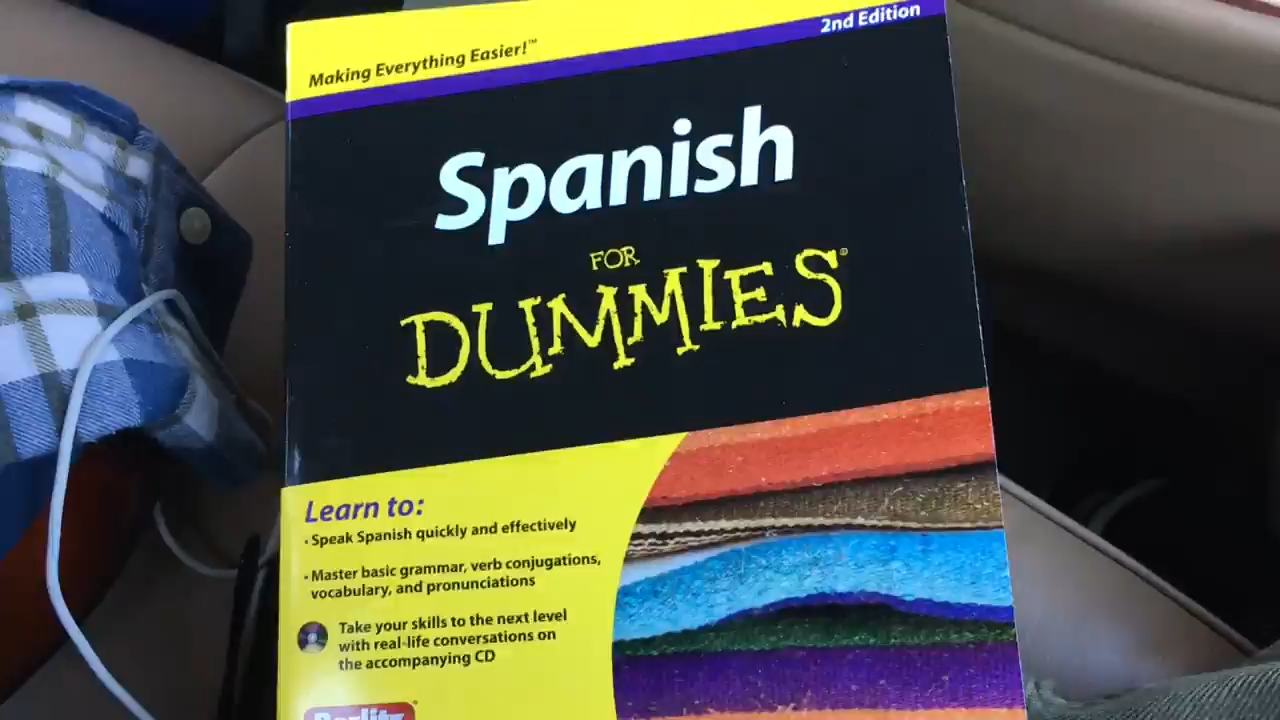 Making Everything Easier!™
2nd Edition
Spanish
FOR
DUMMIES®
Learn to:
• Speak Spanish quickly and effectively
• Master basic grammar, verb conjugations,
vocabulary, and pronunciations
Take your skills to the next level
with real-life conversations on
the accompanying CD
Berlitz